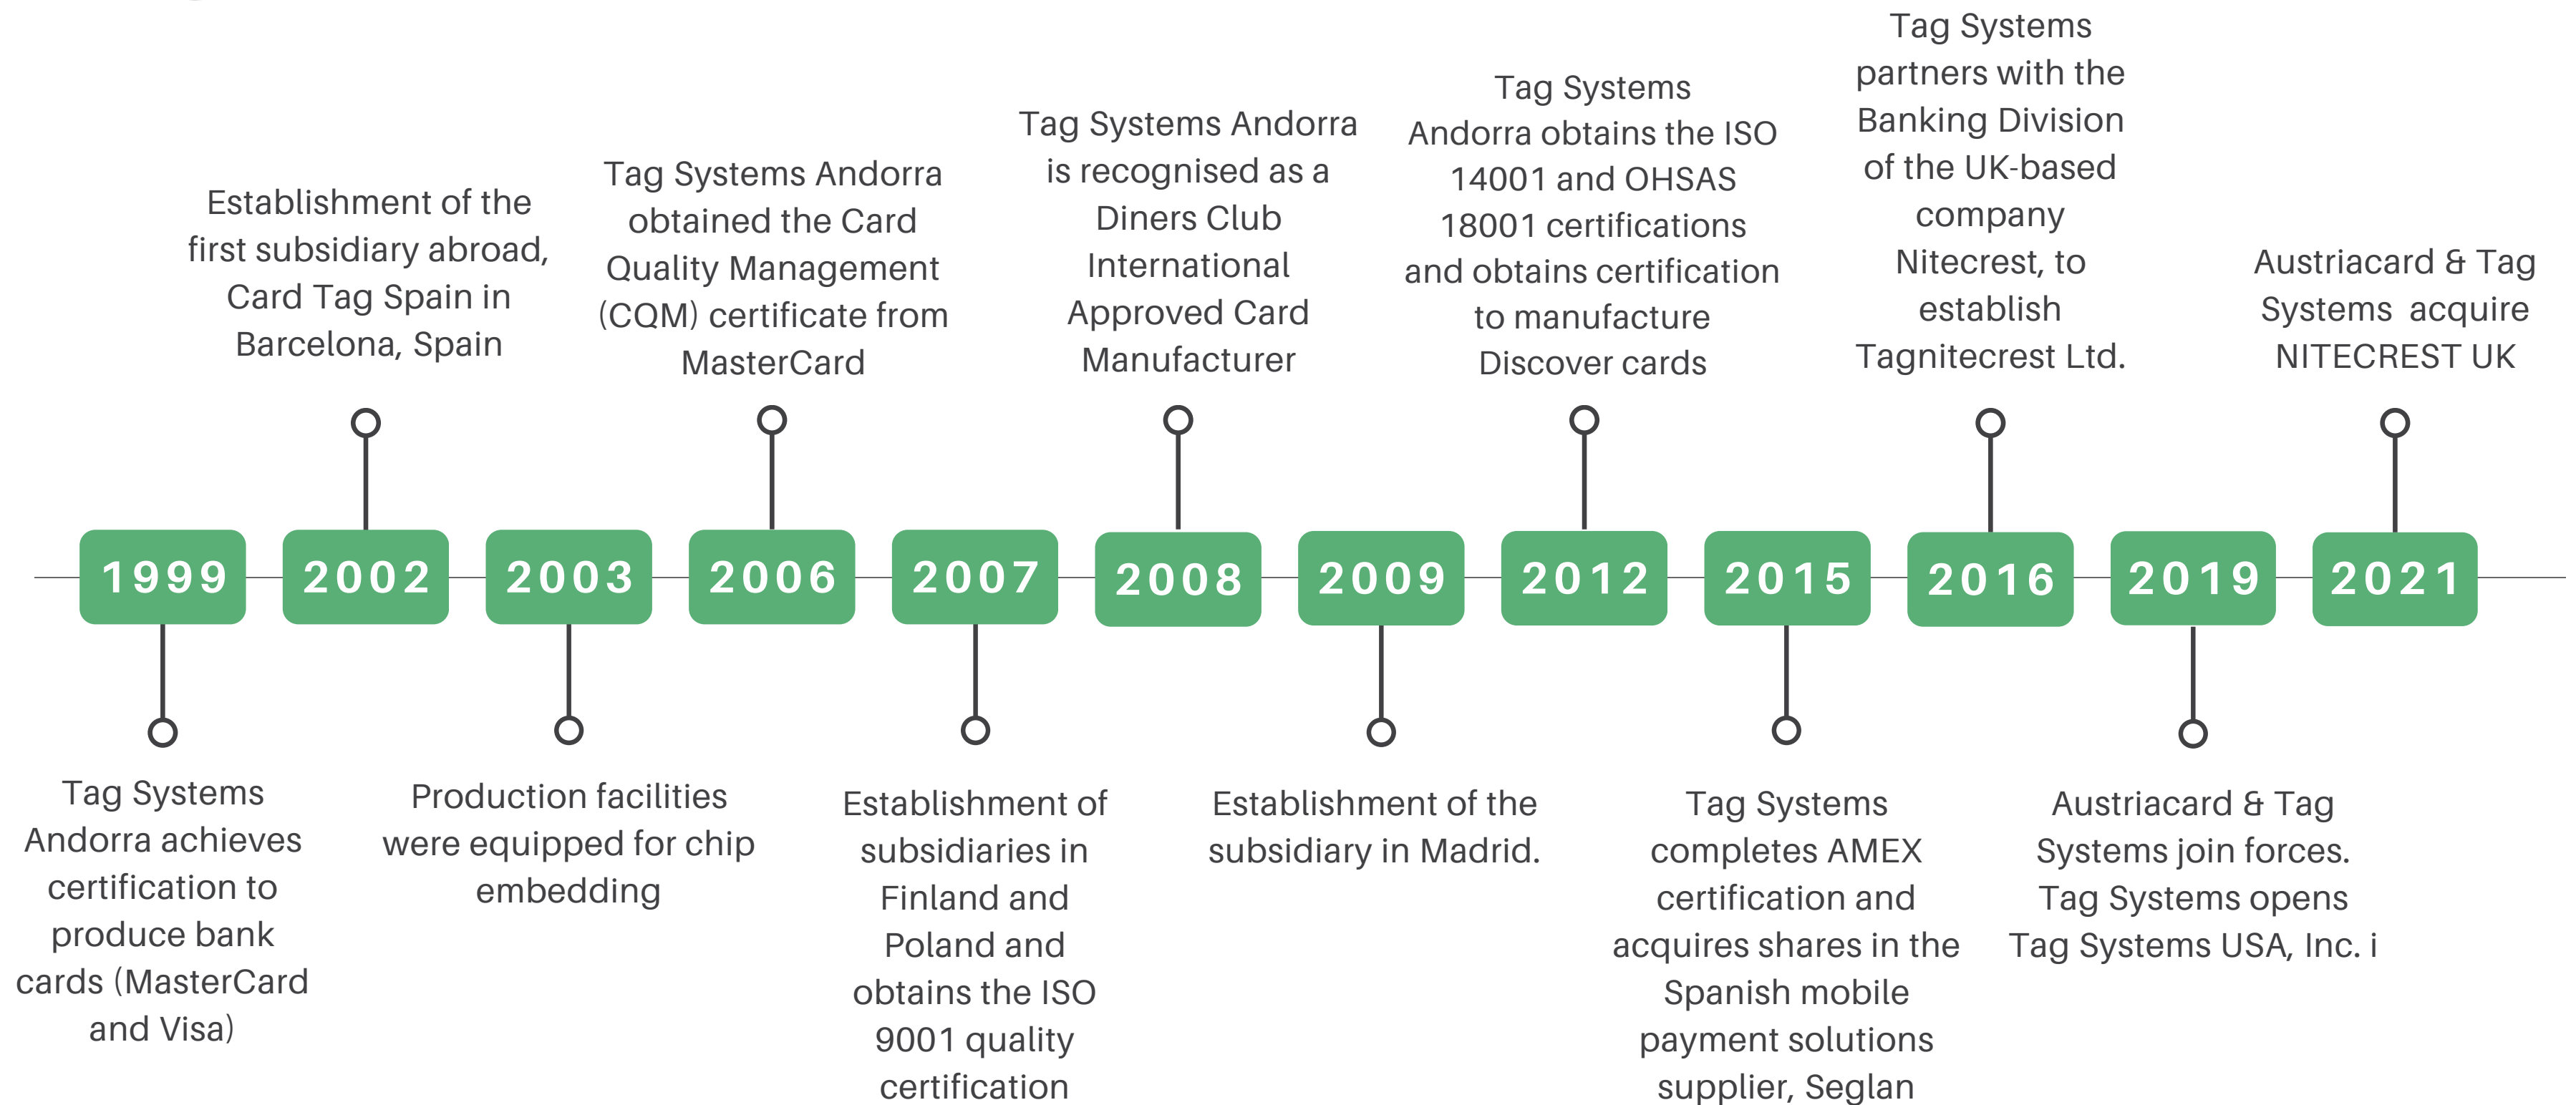 Tag Systems
partners with the
Banking Division
of the UK-based
company
Nitecrest, to
establish
Tagnitecrest Ltd.
Tag Systems
Andorra obtains the ISO
14001 and OHSAS
18001 certifications
and obtains certification
to manufacture
Discover cards
Tag Systems Andorra
is recognised as a
Diners Club
International
Approved Card
Manufacturer
Tag Systems Andorra
obtained the Card
Quality Management
(CQM) certificate from
MasterCard
Establishment of the
first subsidiary abroad,
Card Tag Spain in
Barcelona, Spain
Austriacard & Tag
Systems acquire
NITECREST UK
1999 2002 2003 2006 2007 2008 2009 2012 2015 2016 2019 2021
Tag Systems
Andorra achieves
certification to
produce bank
cards (MasterCard
and Visa)
Production facilities
were equipped for chip
embedding
Establishment of
subsidiaries in
Finland and
Poland and
obtains the ISO
9001 quality
certification
Establishment of the
subsidiary in Madrid.
Tag Systems
completes AMEX
certification and
acquires shares in the
Spanish mobile
payment solutions
supplier, Seglan
Austriacard & Tag
Systems join forces.
Tag Systems opens
Tag Systems USA, Inc. i